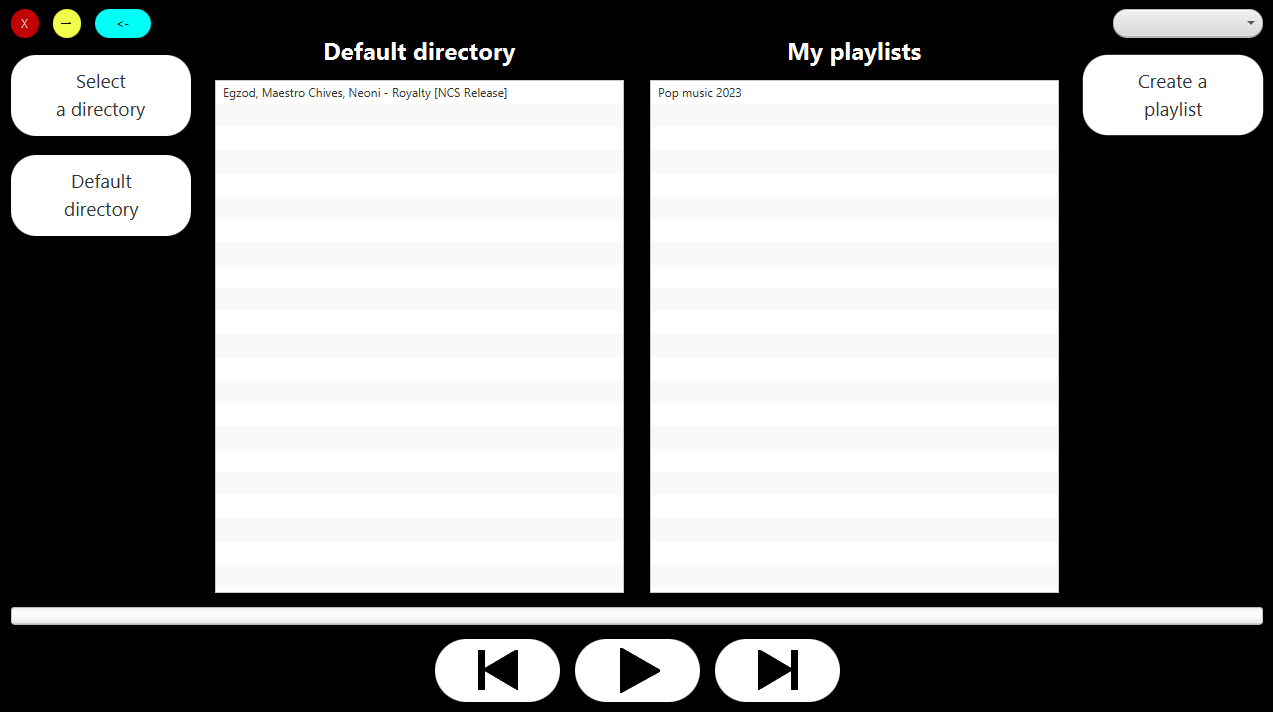 X
<-
Default directory
My playlists
Select
a directory
Create a
playlist
Default
directory
Egzod, Maestro Chives, Neoni - Royalty [NCS Release]
Pop music 2023